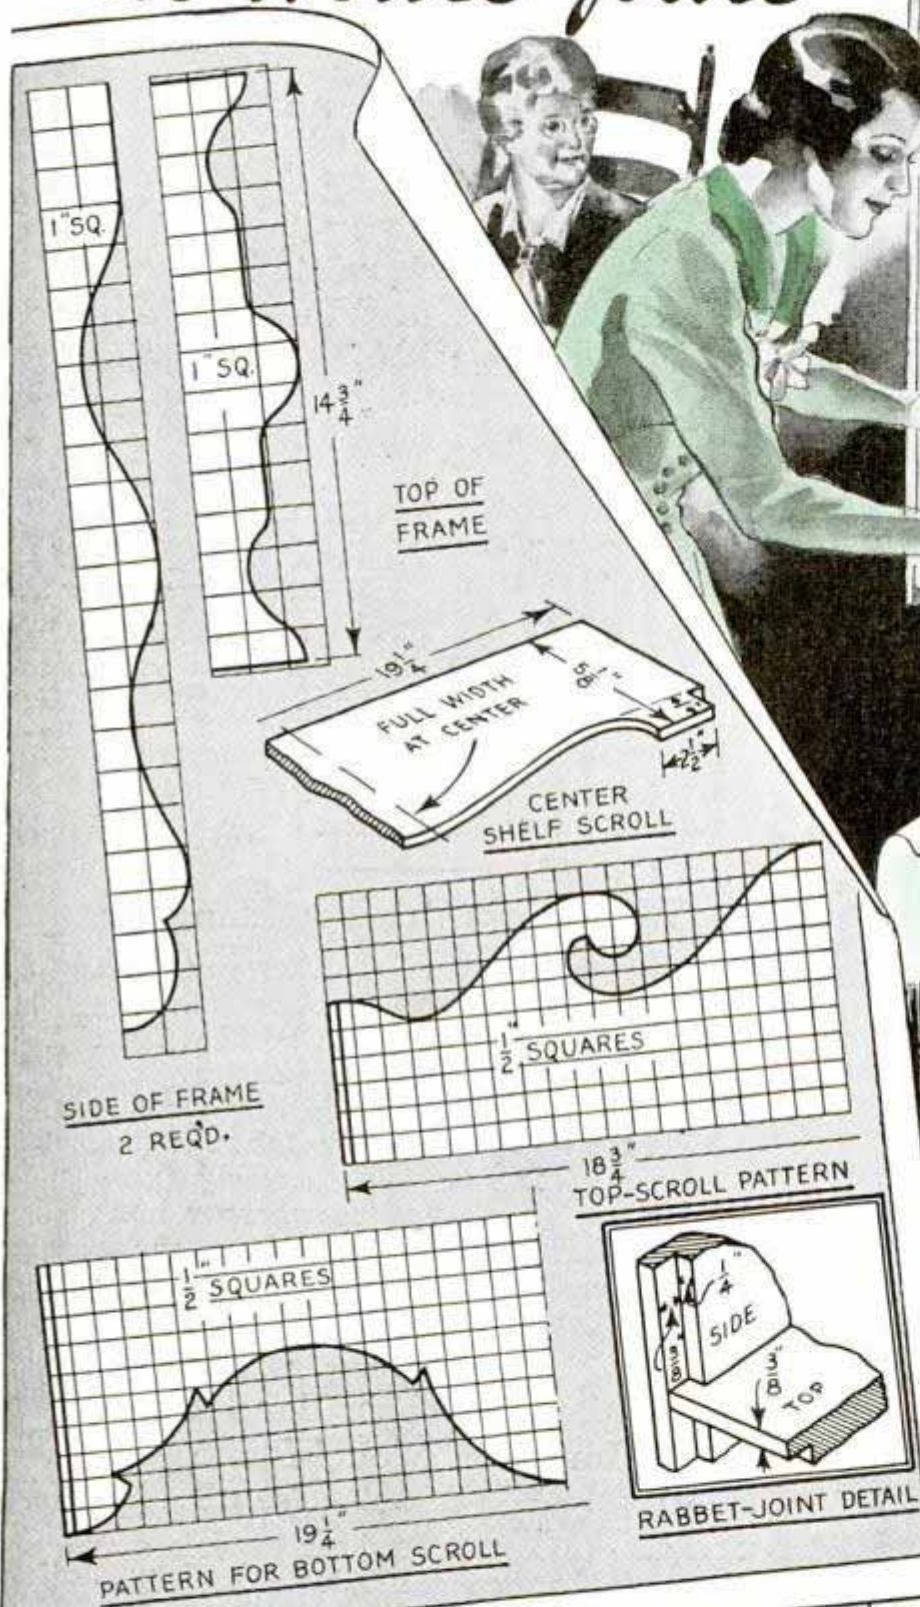 1" SQ.
1" SQ.
14 3/4"
TOP OF
FRAME
19 1/4"
FULL WIDTH
AT CENTER
2 1/2"
CENTER
SHELF SCROLL
1/2" SQUARES
SIDE OF FRAME
2 REQ'D.
18 3/4"
TOP-SCROLL PATTERN
1/2" SQUARES
1/4"
SIDE
3/8"
3/8"
TOP
19 1/4"
RABBET-JOINT DETAIL
PATTERN FOR BOTTOM SCROLL